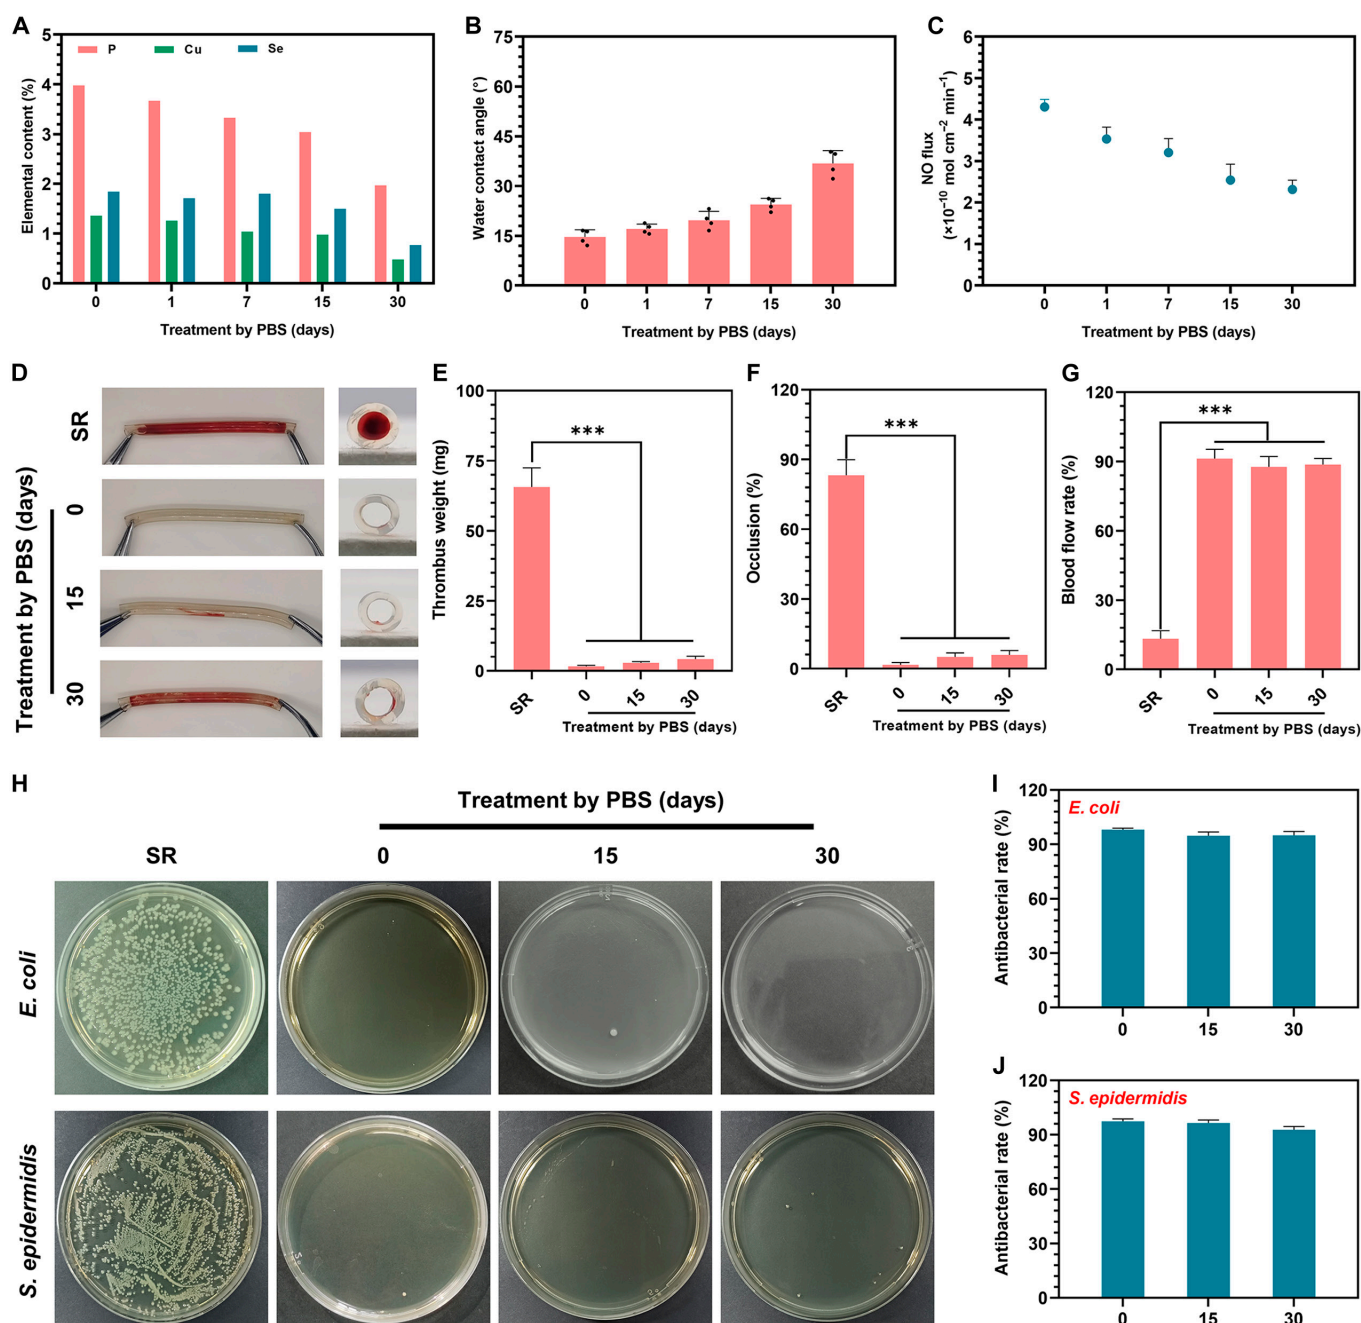 A
P Cu Se
Elemental content (%)
5
4
3
2
1
0
0 1 7 15 30
Treatment by PBS (days)
B
Water contact angle (°)
75
60
45
30
15
0
0 1 7 15 30
Treatment by PBS (days)
C
NO flux
(×10⁻¹⁰ mol cm⁻² min⁻¹)
6
5
4
3
2
1
0
0 1 7 15 30
Treatment by PBS (days)
D
Treatment by PBS (days)
SR
0
15
30
E
Thrombus weight (mg)
100
75
50
25
0
***
SR 0 15 30
Treatment by PBS (days)
F
Occlusion (%)
120
90
60
30
0
***
SR 0 15 30
Treatment by PBS (days)
G
Blood flow rate (%)
120
90
60
30
0
***
SR 0 15 30
Treatment by PBS (days)
H
Treatment by PBS (days)
SR 0 15 30
E. coli
S. epidermidis
I
E. coli
Antibacterial rate (%)
120
90
60
30
0
0 15 30
J
S. epidermidis
Antibacterial rate (%)
120
90
60
30
0
0 15 30